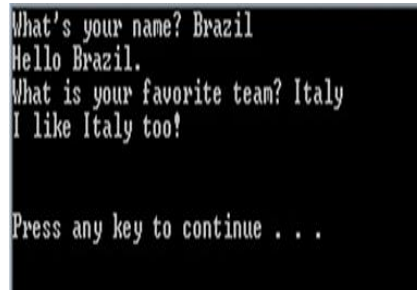 What's your name? Brazil
Hello Brazil.
What is your favorite team? Italy
I like Italy too!
Press any key to continue . . .